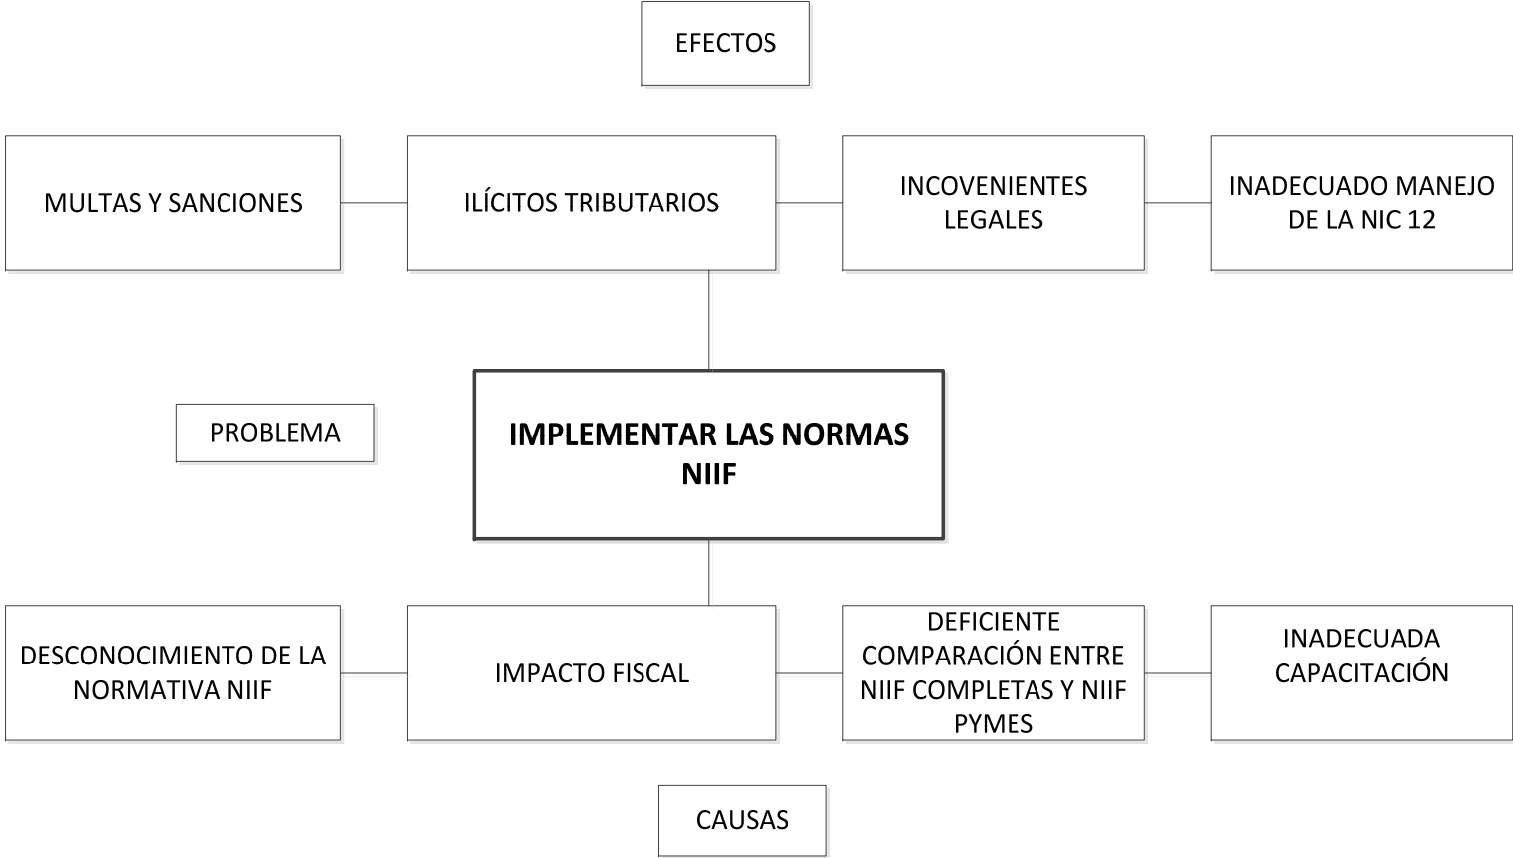 EFECTOS
MULTAS Y SANCIONES
ILÍCITOS TRIBUTARIOS
INCOVENIENTES
LEGALES
INADECUADO MANEJO
DE LA NIC 12
PROBLEMA
IMPLEMENTAR LAS NORMAS
NIIF
DESCONOCIMIENTO DE LA
NORMATIVA NIIF
IMPACTO FISCAL
DEFICIENTE
COMPARACIÓN ENTRE
NIIF COMPLETAS Y NIIF
PYMES
INADECUADA
CAPACITACIÓN
CAUSAS